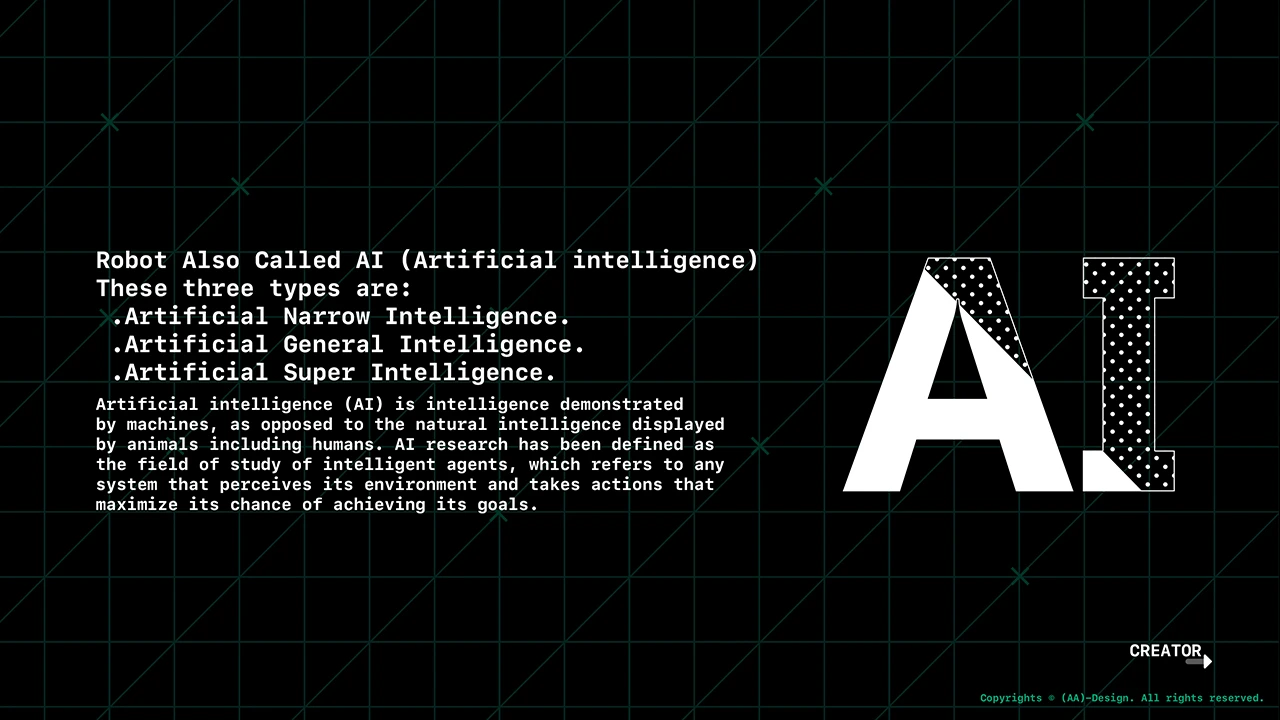 Robot Also Called AI (Artificial intelligence)
These three types are:
.Artificial Narrow Intelligence.
.Artificial General Intelligence.
.Artificial Super Intelligence.
Artificial intelligence (AI) is intelligence demonstrated
by machines, as opposed to the natural intelligence displayed
by animals including humans. AI research has been defined as
the field of study of intelligent agents, which refers to any
system that perceives its environment and takes actions that
maximize its chance of achieving its goals.
AI
CREATOR
Copyrights © (AA)-Design. All rights reserved.